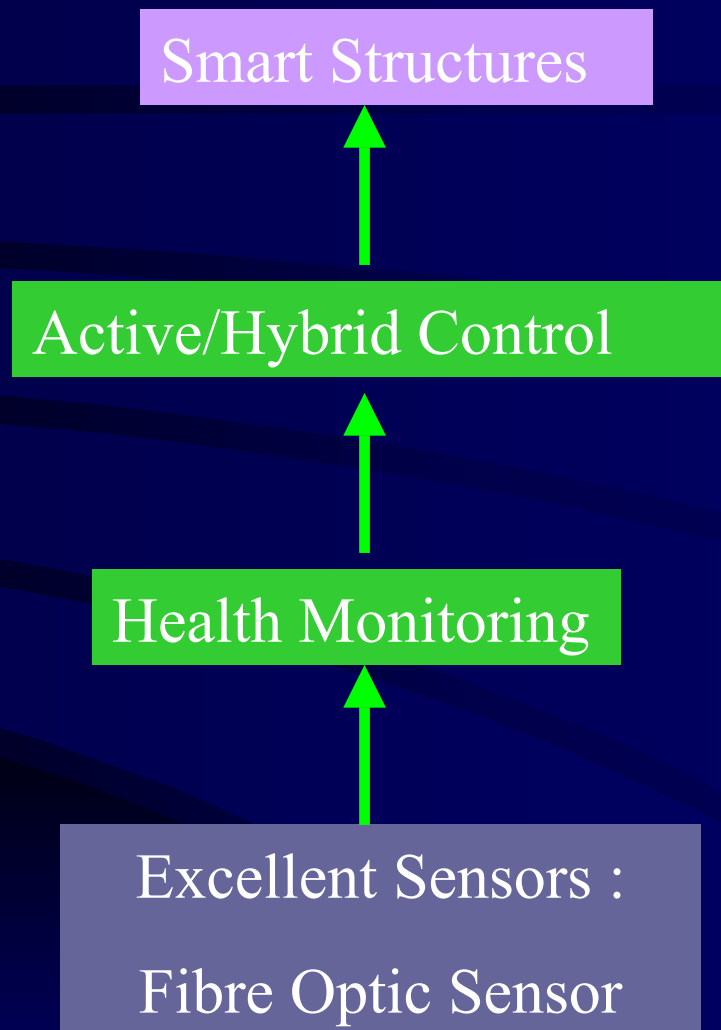 Smart Structures
Active/Hybrid Control
Health Monitoring
Excellent Sensors :
Fibre Optic Sensor